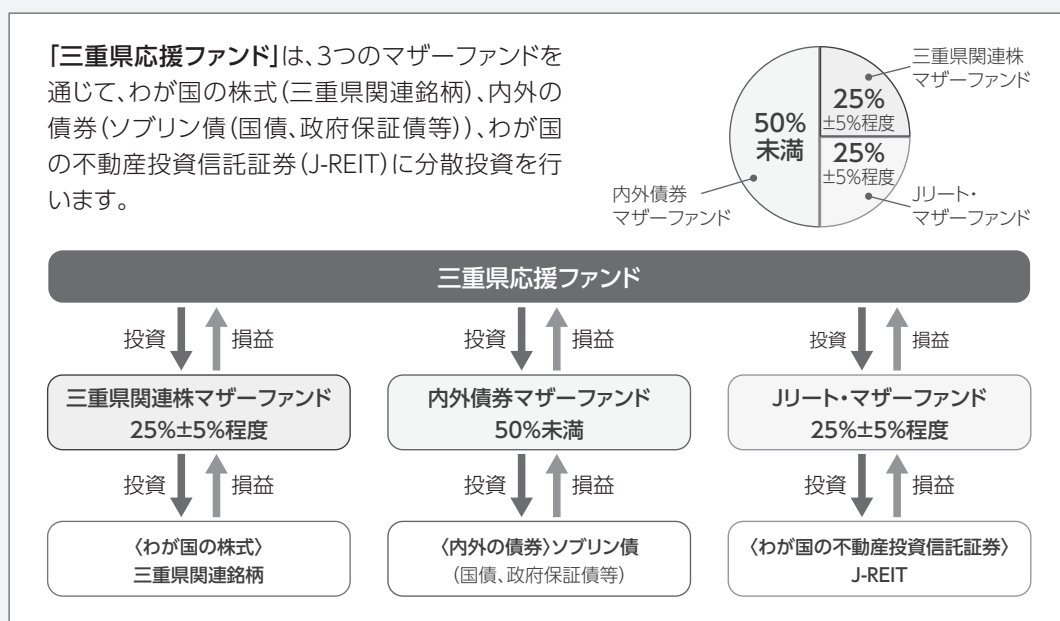 「三重県応援ファンド」は、3つのマザーファンドを
通じて、わが国の株式(三重県関連銘柄)、内外の
債券(ソブリン債(国債、政府保証債等))、わが国
の不動産投資信託証券(J-REIT)に分散投資を行
います。
三重県関連株
マザーファンド
25%
±5%程度
50%
未満
25%
±5%程度
内外債券
マザーファンド
Jリート・
マザーファンド
三重県応援ファンド
投資 損益 投資 損益 投資 損益
三重県関連株マザーファンド
25%±5%程度
内外債券マザーファンド
50%未満
Jリート・マザーファンド
25%±5%程度
投資 損益 投資 損益 投資 損益
〈わが国の株式〉
三重県関連銘柄
〈内外の債券〉ソブリン債
(国債、政府保証債等)
〈わが国の不動産投資信託証券〉
J-REIT